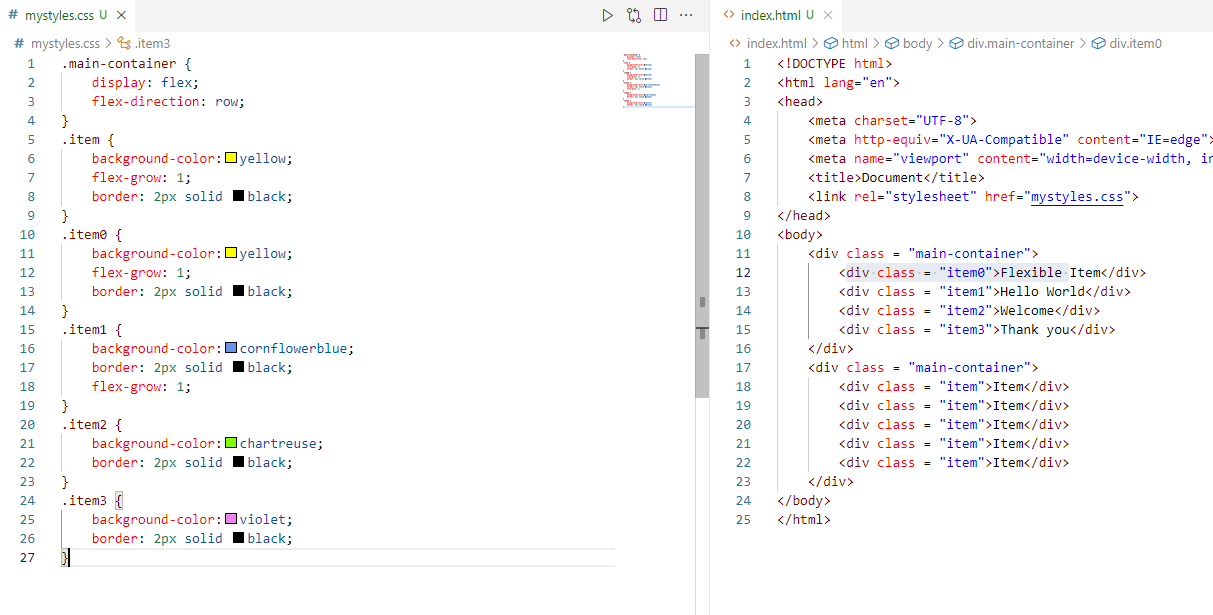 # mystyles.css U ×
# mystyles.css > .item3
1 .main-container {
2     display: flex;
3     flex-direction: row;
4 }
5 .item {
6     background-color: yellow;
7     flex-grow: 1;
8     border: 2px solid black;
9 }
10 .item0 {
11     background-color: yellow;
12     flex-grow: 1;
13     border: 2px solid black;
14 }
15 .item1 {
16     background-color: cornflowerblue;
17     border: 2px solid black;
18     flex-grow: 1;
19 }
20 .item2 {
21     background-color: chartreuse;
22     border: 2px solid black;
23 }
24 .item3 {
25     background-color: violet;
26     border: 2px solid black;
27 }
<> index.html U ×
<> index.html > html > body > div.main-container > div.item0
1 <!DOCTYPE html>
2 <html lang="en">
3 <head>
4     <meta charset="UTF-8">
5     <meta http-equiv="X-UA-Compatible" content="IE=edge">
6     <meta name="viewport" content="width=device-width, in
7     <title>Document</title>
8     <link rel="stylesheet" href="mystyles.css">
9 </head>
10 <body>
11     <div class = "main-container">
12         <div class = "item0">Flexible Item</div>
13         <div class = "item1">Hello World</div>
14         <div class = "item2">Welcome</div>
15         <div class = "item3">Thank you</div>
16     </div>
17     <div class = "main-container">
18         <div class = "item">Item</div>
19         <div class = "item">Item</div>
20         <div class = "item">Item</div>
21         <div class = "item">Item</div>
22         <div class = "item">Item</div>
23     </div>
24 </body>
25 </html>